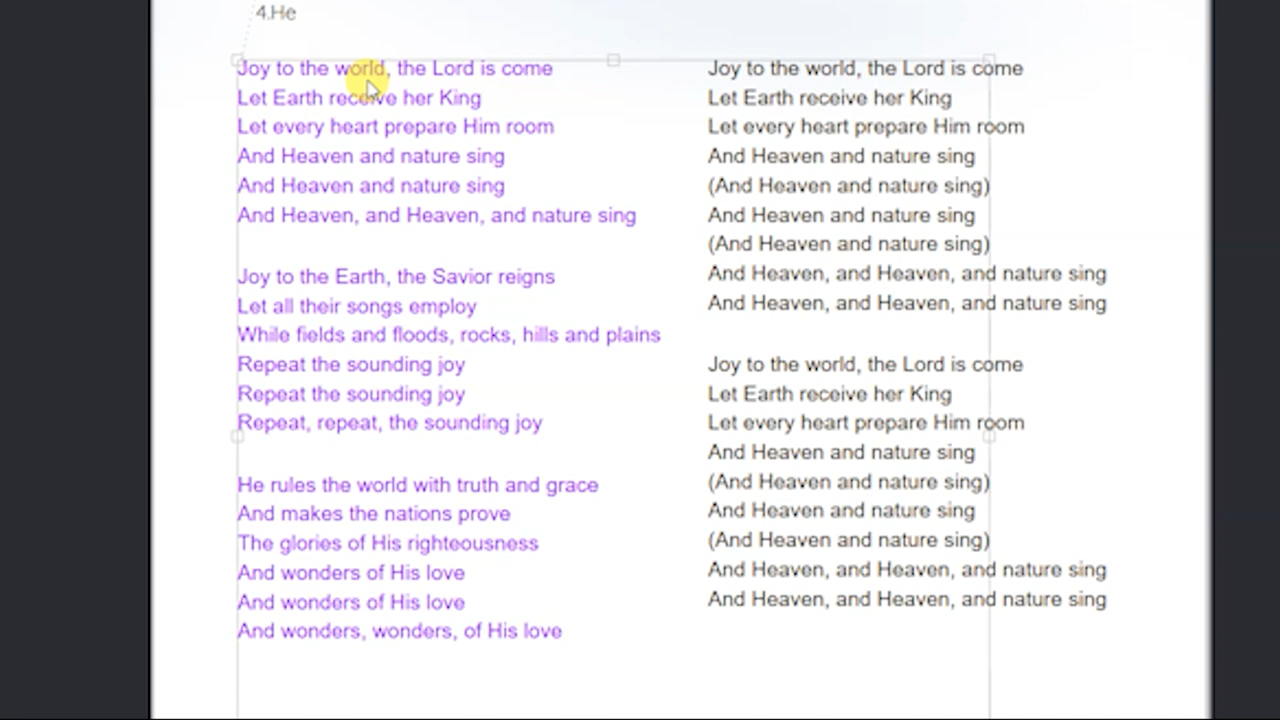 4.He
Joy to the world, the Lord is come
Let Earth receive her King
Let every heart prepare Him room
And Heaven and nature sing
And Heaven and nature sing
And Heaven, and Heaven, and nature sing
Joy to the Earth, the Savior reigns
Let all their songs employ
While fields and floods, rocks, hills and plains
Repeat the sounding joy
Repeat the sounding joy
Repeat, repeat, the sounding joy
He rules the world with truth and grace
And makes the nations prove
The glories of His righteousness
And wonders of His love
And wonders of His love
And wonders, wonders, of His love
Joy to the world, the Lord is come
Let Earth receive her King
Let every heart prepare Him room
And Heaven and nature sing
(And Heaven and nature sing)
And Heaven and nature sing
(And Heaven and nature sing)
And Heaven, and Heaven, and nature sing
And Heaven, and Heaven, and nature sing
Joy to the world, the Lord is come
Let Earth receive her King
Let every heart prepare Him room
And Heaven and nature sing
(And Heaven and nature sing)
And Heaven and nature sing
(And Heaven and nature sing)
And Heaven, and Heaven, and nature sing
And Heaven, and Heaven, and nature sing